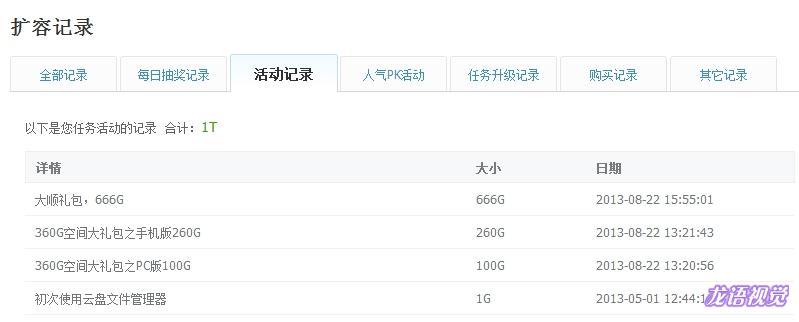 扩容记录
全部记录 每日抽奖记录 活动记录 人气PK活动 任务升级记录 购买记录 其它记录
以下是您任务活动的记录 合计：1T
详情 大小 日期
大顺礼包，666G 666G 2013-08-22 15:55:01
360G空间大礼包之手机版260G 260G 2013-08-22 13:21:43
360G空间大礼包之PC版100G 100G 2013-08-22 13:20:56
初次使用云盘文件管理器 1G 2013-05-01 12:44:1
龙语视觉